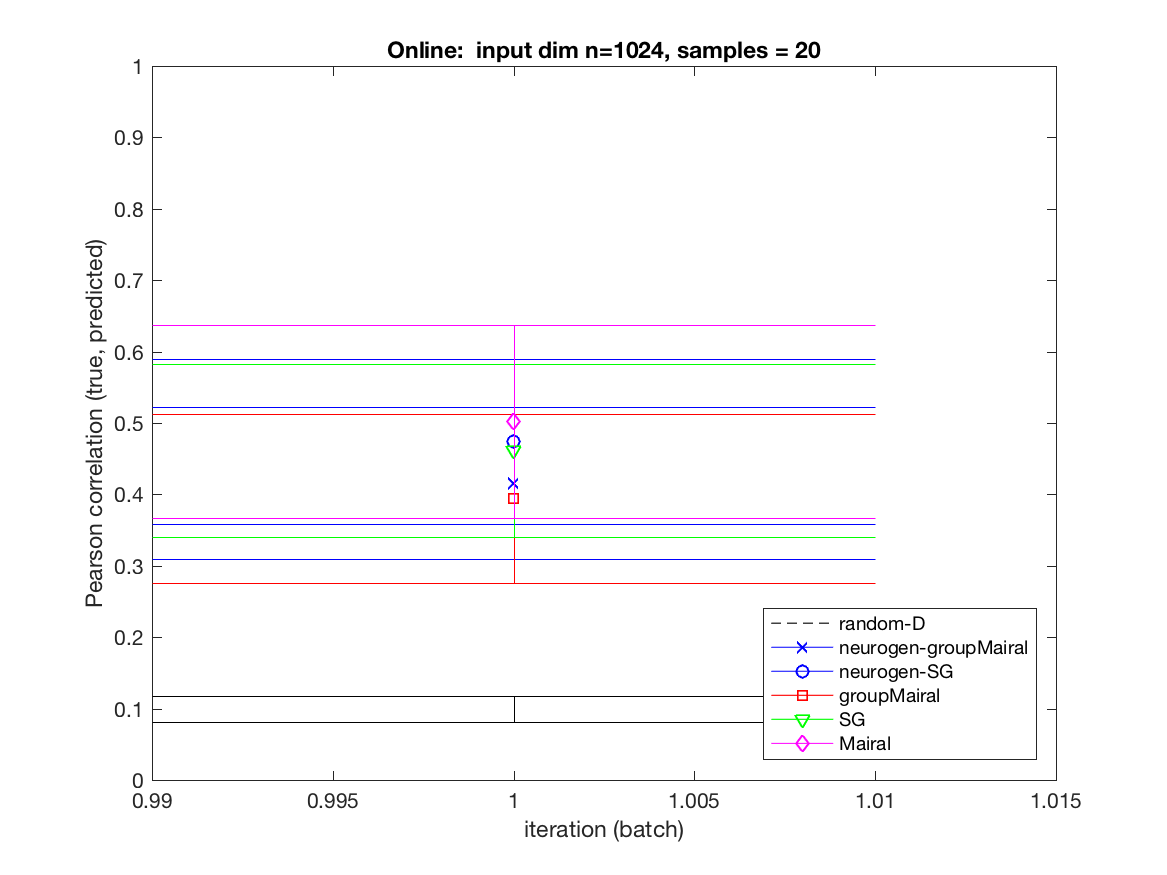 Online:  input dim n=1024, samples = 20
1
0.9
0.8
0.7
0.6
0.5
0.4
0.3
0.2
0.1
0
Pearson correlation (true, predicted)
random-D
neurogen-groupMairal
neurogen-SG
groupMairal
SG
Mairal
0.99 0.995 1 1.005 1.01 1.015
iteration (batch)